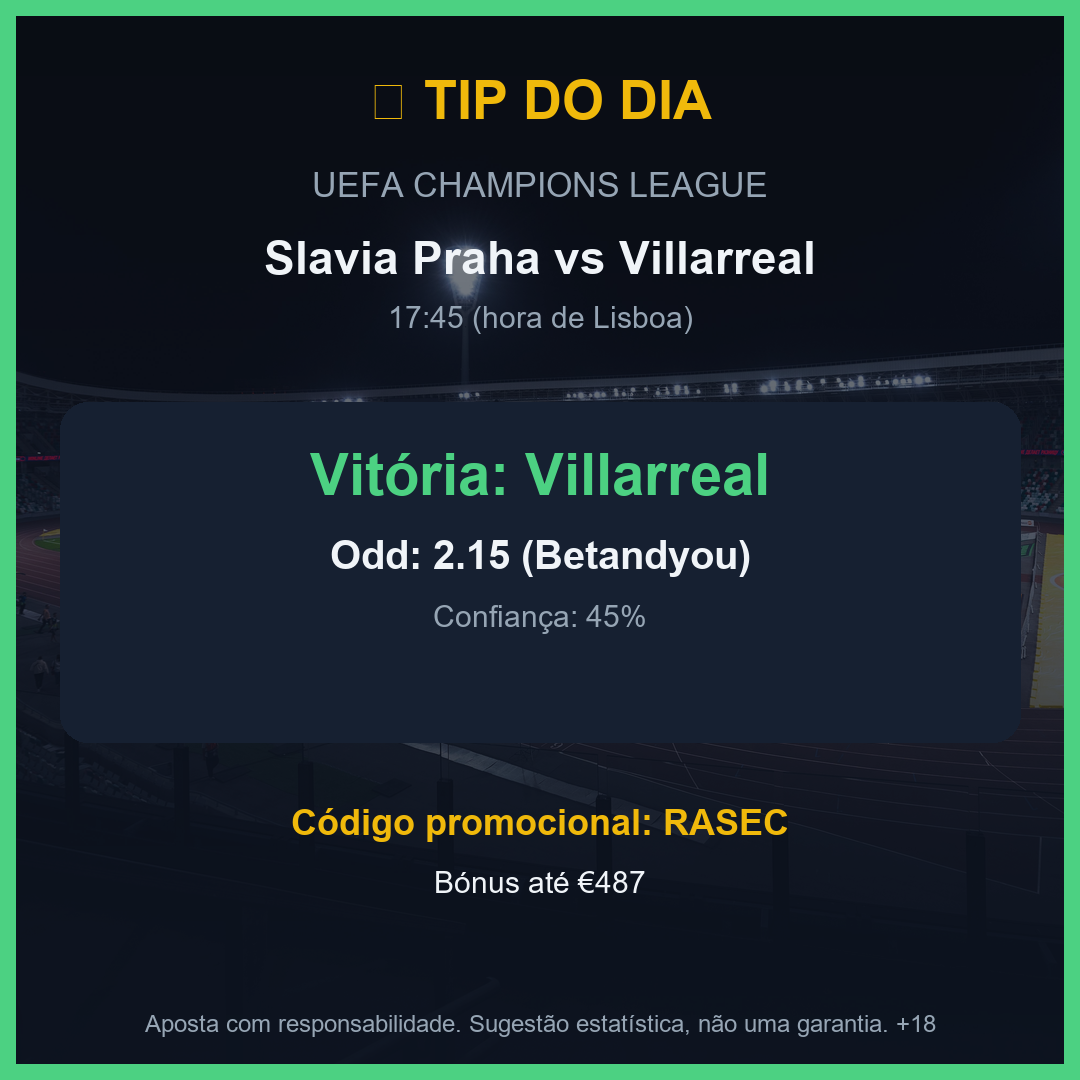 TIP DO DIA
UEFA CHAMPIONS LEAGUE
Slavia Praha vs Villarreal
17:45 (hora de Lisboa)
Vitória: Villarreal
Odd: 2.15 (Betandyou)
Confiança: 45%
Código promocional: RASEC
Bónus até €487
Aposta com responsabilidade. Sugestão estatística, não uma garantia. +18